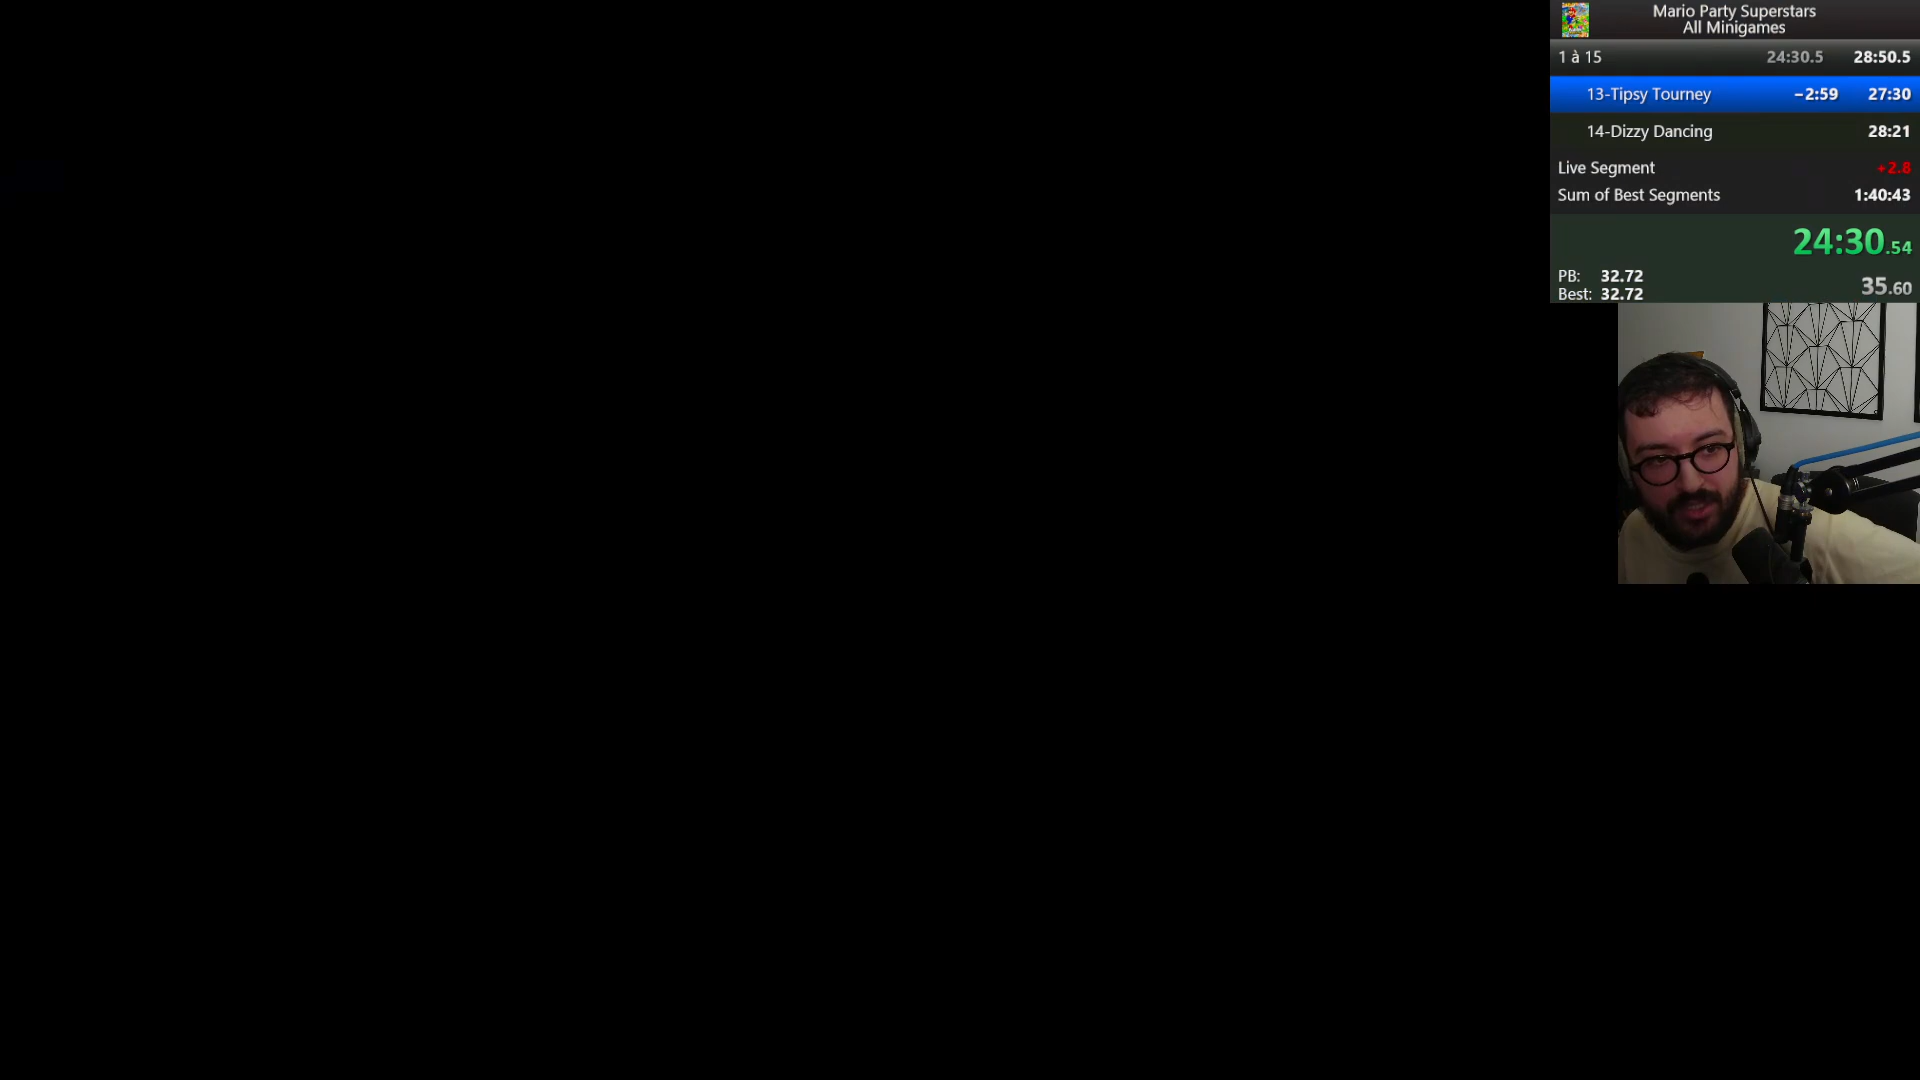 Mario Party Superstars
All Minigames
1 à 15 24:30.5 28:50.5
13-Tipsy Tourney −2:59 27:30
14-Dizzy Dancing 28:21
Live Segment +2.8
Sum of Best Segments 1:40:43
24:30.54
PB: 32.72
Best: 32.72
35.60